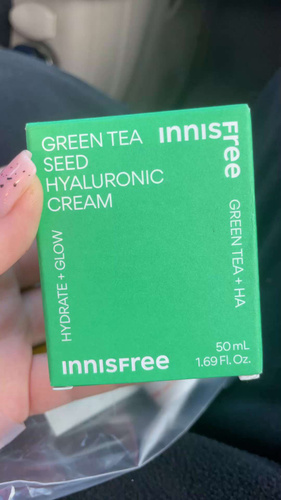 GREEN TEA
SEED
HYALURONIC
CREAM
INNISFree
HYDRATE + GLOW
GREEN TEA + HA
INNISFree
50 mL
1.69 Fl. Oz.